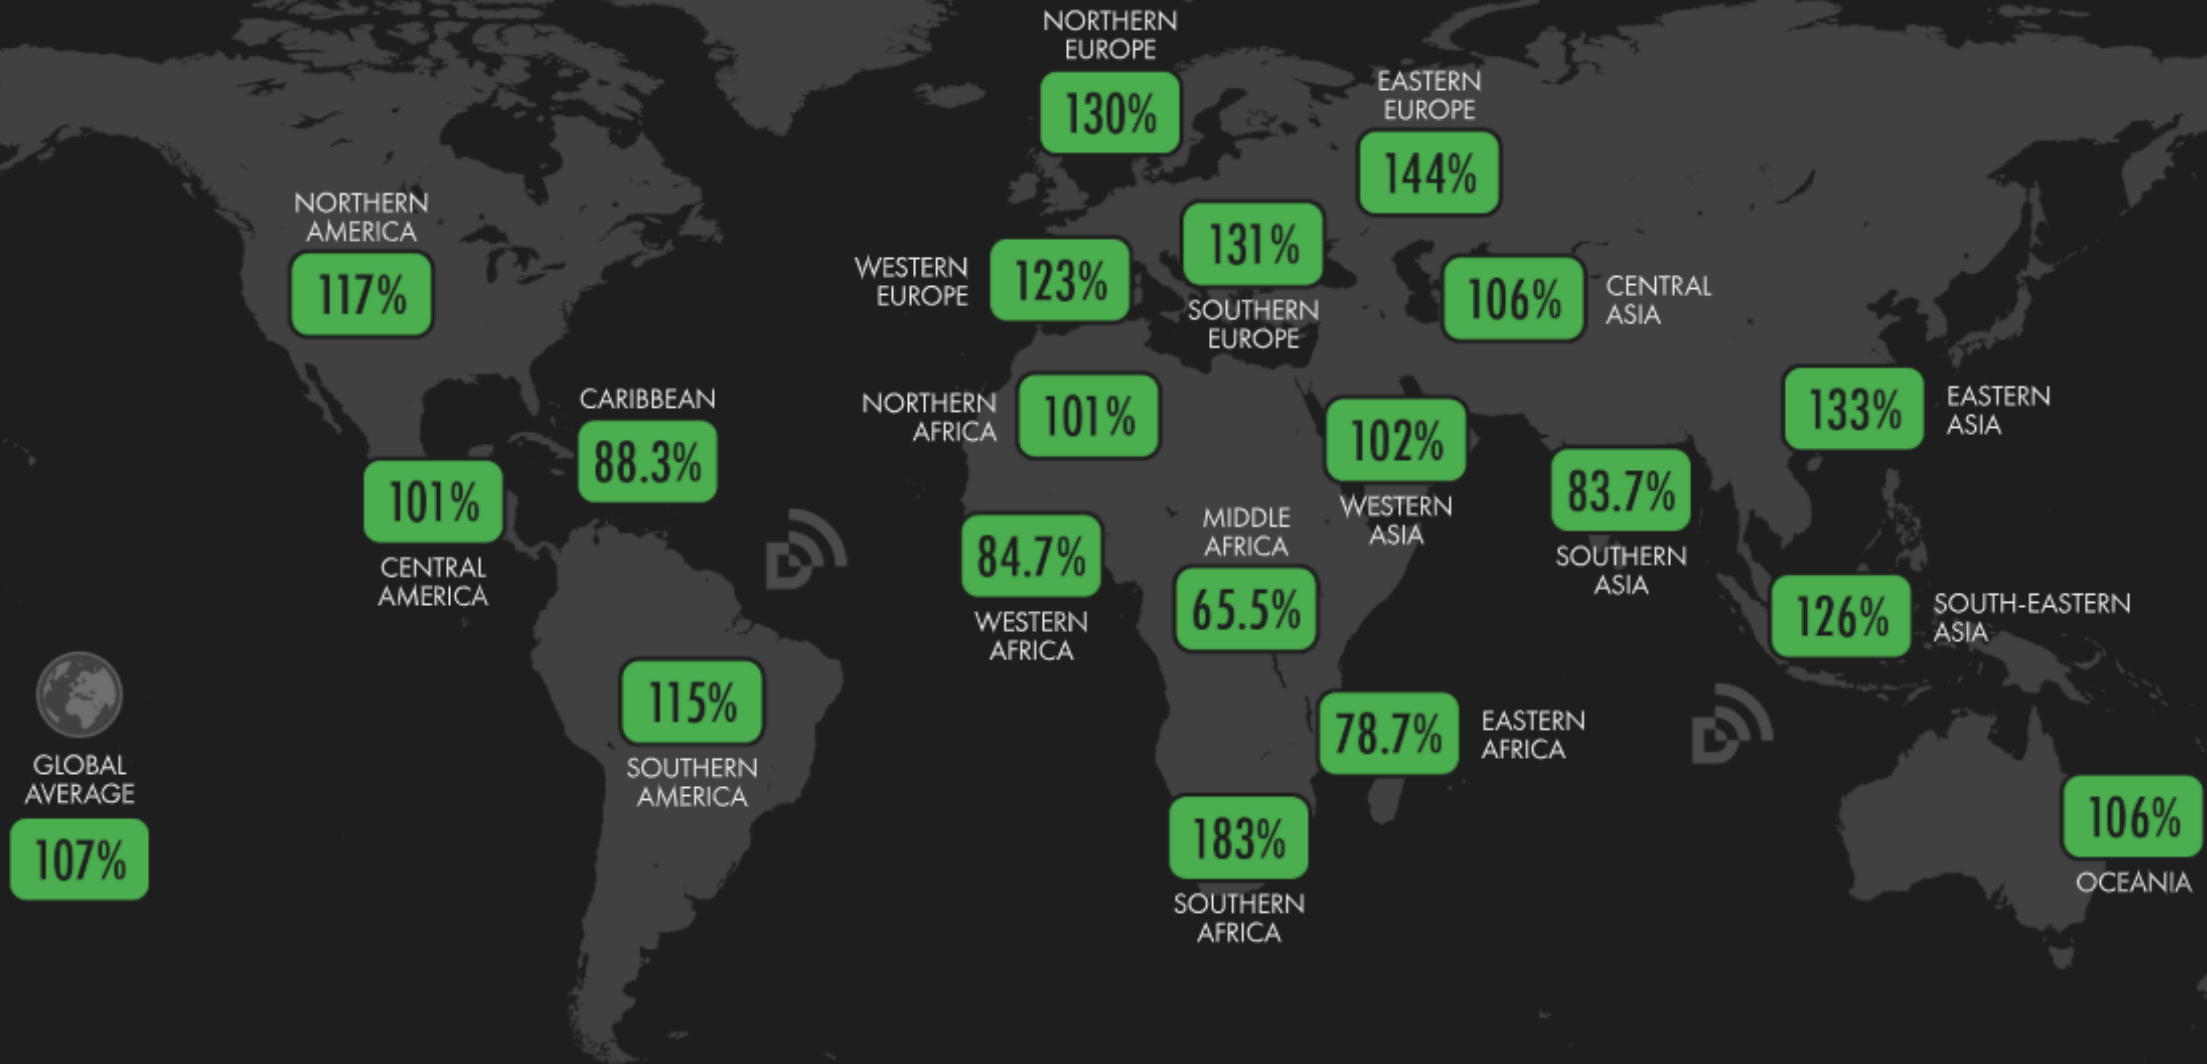 NORTHERN
EUROPE
130%
EASTERN
EUROPE
144%
NORTHERN
AMERICA
117%
WESTERN
EUROPE
123%
131%
SOUTHERN
EUROPE
106%
CENTRAL
ASIA
CARIBBEAN
88.3%
NORTHERN
AFRICA
101%
102%
WESTERN
ASIA
133%
EASTERN
ASIA
101%
CENTRAL
AMERICA
83.7%
SOUTHERN
ASIA
84.7%
WESTERN
AFRICA
MIDDLE
AFRICA
65.5%
126%
SOUTH-EASTERN
ASIA
115%
SOUTHERN
AMERICA
78.7%
EASTERN
AFRICA
GLOBAL
AVERAGE
107%
183%
SOUTHERN
AFRICA
106%
OCEANIA